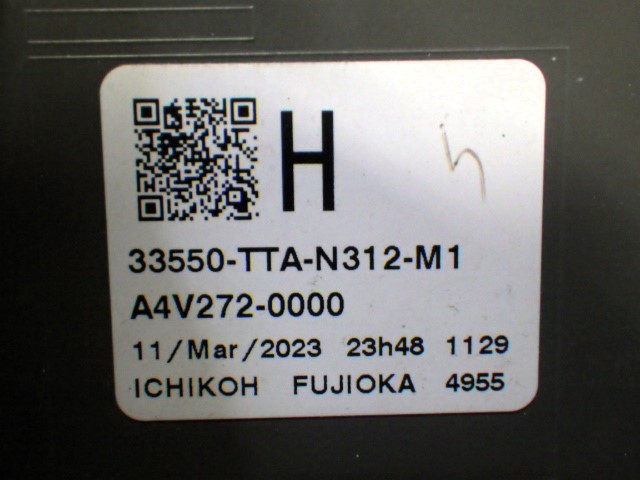 H
33550-TTA-N312-M1
A4V272-0000
11/Mar/2023 23h48 1129
ICHIKOH FUJIOKA 4955